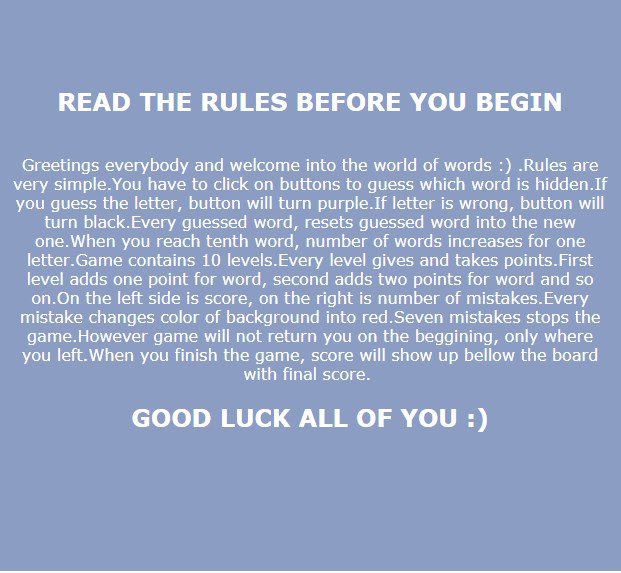 READ THE RULES BEFORE YOU BEGIN
Greetings everybody and welcome into the world of words :) .Rules are
very simple.You have to click on buttons to guess which word is hidden.If
you guess the letter, button will turn purple.If letter is wrong, button will
turn black.Every guessed word, resets guessed word into the new
one.When you reach tenth word, number of words increases for one
letter.Game contains 10 levels.Every level gives and takes points.First
level adds one point for word, second adds two points for word and so
on.On the left side is score, on the right is number of mistakes.Every
mistake changes color of background into red.Seven mistakes stops the
game.However game will not return you on the beggining, only where
you left.When you finish the game, score will show up bellow the board
with final score.
GOOD LUCK ALL OF YOU :)